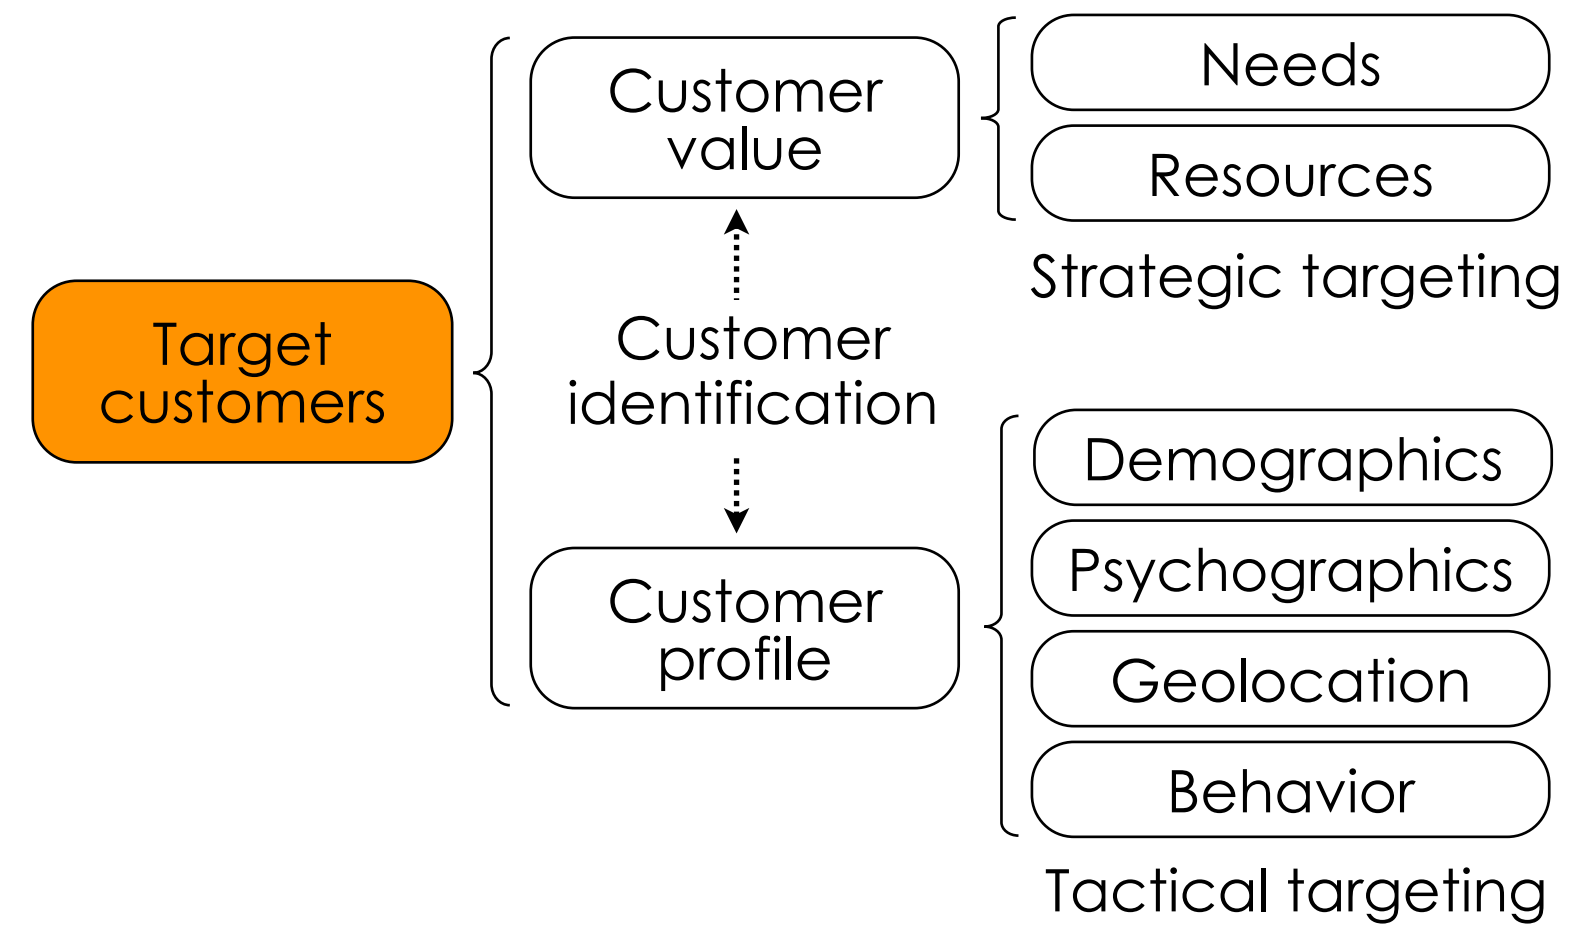 Target
customers
Customer
value
Customer
identification
Customer
profile
Needs
Resources
Strategic targeting
Demographics
Psychographics
Geolocation
Behavior
Tactical targeting